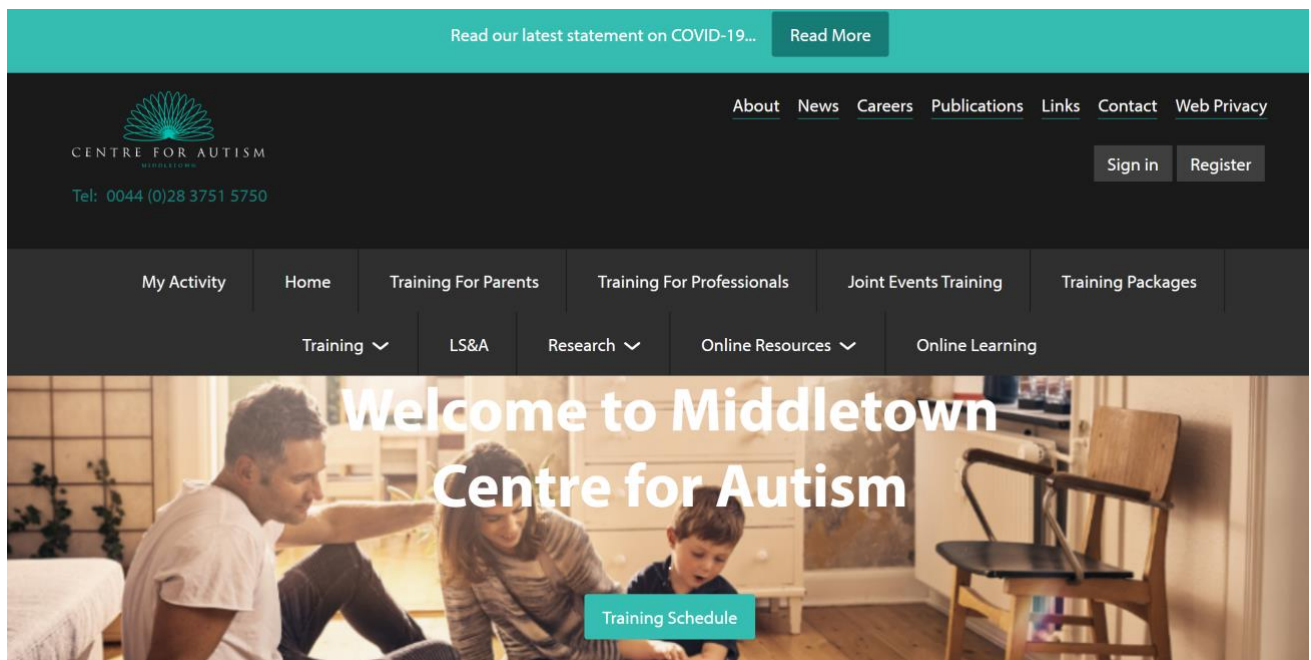 Read our latest statement on COVID-19... Read More
About News Careers Publications Links Contact Web Privacy
CENTRE FOR AUTISM
MIDDLETOWN
Sign in Register
Tel: 0044 (0)28 3751 5750
My Activity Home Training For Parents Training For Professionals Joint Events Training Training Packages
Training LS&A Research Online Resources Online Learning
Welcome to Middletown
Centre for Autism
Training Schedule